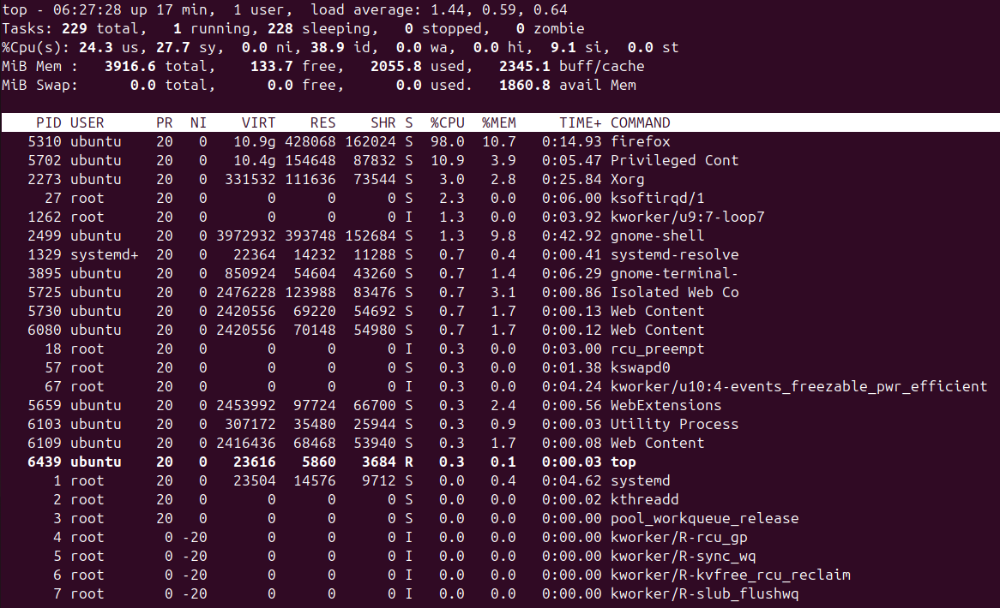 top - 06:27:28 up 17 min,  1 user,  load average: 1.44, 0.59, 0.64
Tasks: 229 total,   1 running, 228 sleeping,   0 stopped,   0 zombie
%Cpu(s): 24.3 us, 27.7 sy,  0.0 ni, 38.9 id,  0.0 wa,  0.0 hi,  9.1 si,  0.0 st
MiB Mem :   3916.6 total,    133.7 free,   2055.8 used,   2345.1 buff/cache
MiB Swap:      0.0 total,      0.0 free,      0.0 used.   1860.8 avail Mem
PID USER      PR  NI    VIRT    RES    SHR S  %CPU  %MEM     TIME+ COMMAND
5310 ubuntu    20   0   10.9g 428068 162024 S  98.0  10.7   0:14.93 firefox
5702 ubuntu    20   0   10.4g 154648  87832 S  10.9   3.9   0:05.47 Privileged Cont
2273 ubuntu    20   0  331532 111636  73544 S   3.0   2.8   0:25.84 Xorg
27 root      20   0       0      0      0 S   2.3   0.0   0:06.00 ksoftirqd/1
1262 root      20   0       0      0      0 I   1.3   0.0   0:03.92 kworker/u9:7-loop7
2499 ubuntu    20   0 3972932 393748 152684 S   1.3   9.8   0:42.92 gnome-shell
1329 systemd+  20   0   22364  14232  11288 S   0.7   0.4   0:00.41 systemd-resolve
3895 ubuntu    20   0  850924  54604  43260 S   0.7   1.4   0:06.29 gnome-terminal-
5725 ubuntu    20   0 2476228 123988  83476 S   0.7   3.1   0:00.86 Isolated Web Co
5730 ubuntu    20   0 2420556  69220  54692 S   0.7   1.7   0:00.13 Web Content
6080 ubuntu    20   0 2420556  70148  54980 S   0.7   1.7   0:00.12 Web Content
18 root      20   0       0      0      0 I   0.3   0.0   0:03.00 rcu_preempt
57 root      20   0       0      0      0 S   0.3   0.0   0:01.38 kswapd0
67 root      20   0       0      0      0 I   0.3   0.0   0:04.24 kworker/u10:4-events_freezable_pwr_efficient
5659 ubuntu    20   0 2453992  97724  66700 S   0.3   2.4   0:00.56 WebExtensions
6103 ubuntu    20   0  307172  35480  25944 S   0.3   0.9   0:00.03 Utility Process
6109 ubuntu    20   0 2416436  68468  53940 S   0.3   1.7   0:00.08 Web Content
6439 ubuntu    20   0   23616   5860   3684 R   0.3   0.1   0:00.03 top
1 root      20   0   23504  14576   9712 S   0.0   0.4   0:04.62 systemd
2 root      20   0       0      0      0 S   0.0   0.0   0:00.02 kthreadd
3 root      20   0       0      0      0 S   0.0   0.0   0:00.00 pool_workqueue_release
4 root       0 -20       0      0      0 I   0.0   0.0   0:00.00 kworker/R-rcu_gp
5 root       0 -20       0      0      0 I   0.0   0.0   0:00.00 kworker/R-sync_wq
6 root       0 -20       0      0      0 I   0.0   0.0   0:00.00 kworker/R-kvfree_rcu_reclaim
7 root       0 -20       0      0      0 I   0.0   0.0   0:00.00 kworker/R-slub_flushwq